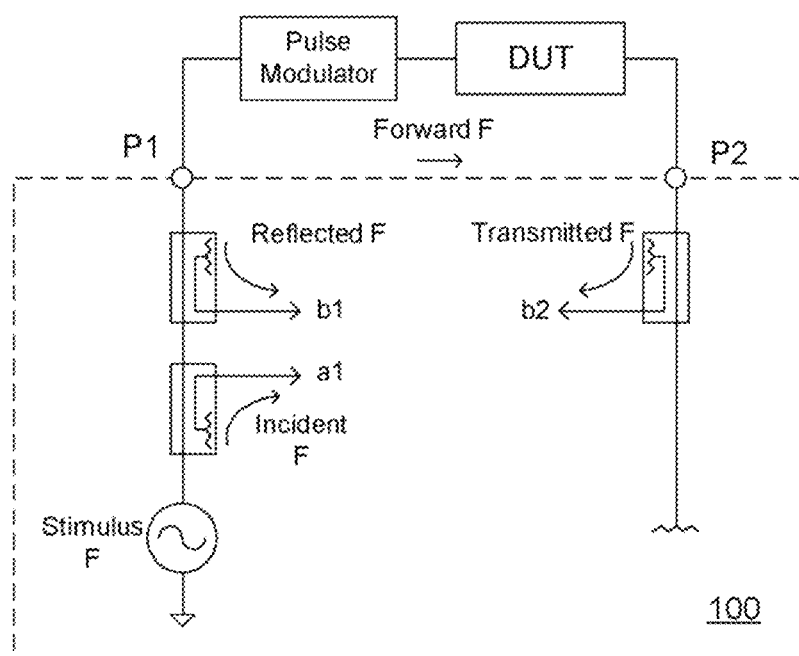 Pulse
Modulator
DUT
Forward F
P1
P2
Reflected F
Transmitted F
b1
b2
a1
Incident
F
Stimulus
F
100